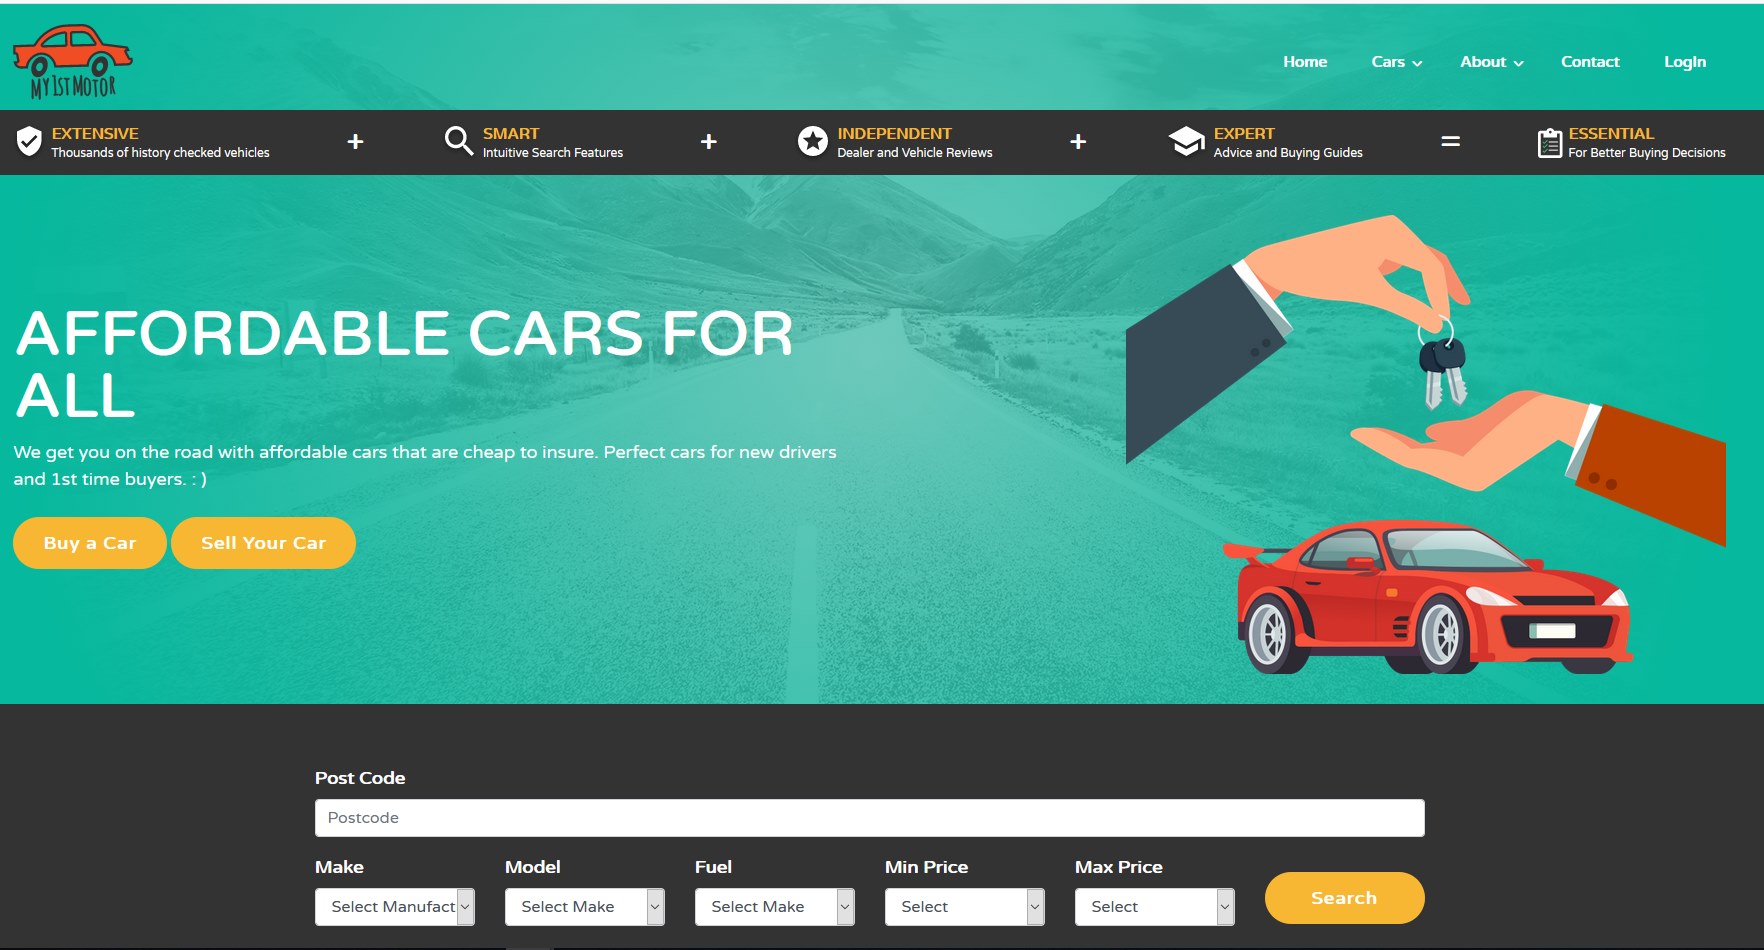 MY 1ST MOTOR
Home Cars About Contact LogIn
EXTENSIVE
Thousands of history checked vehicles
+
SMART
Intuitive Search Features
+
INDEPENDENT
Dealer and Vehicle Reviews
+
EXPERT
Advice and Buying Guides
=
ESSENTIAL
For Better Buying Decisions
AFFORDABLE CARS FOR
ALL
We get you on the road with affordable cars that are cheap to insure. Perfect cars for new drivers
and 1st time buyers. : )
Buy a Car Sell Your Car
Post Code
Postcode
Make Model Fuel Min Price Max Price
Select Manufact Select Make Select Make Select Select Search